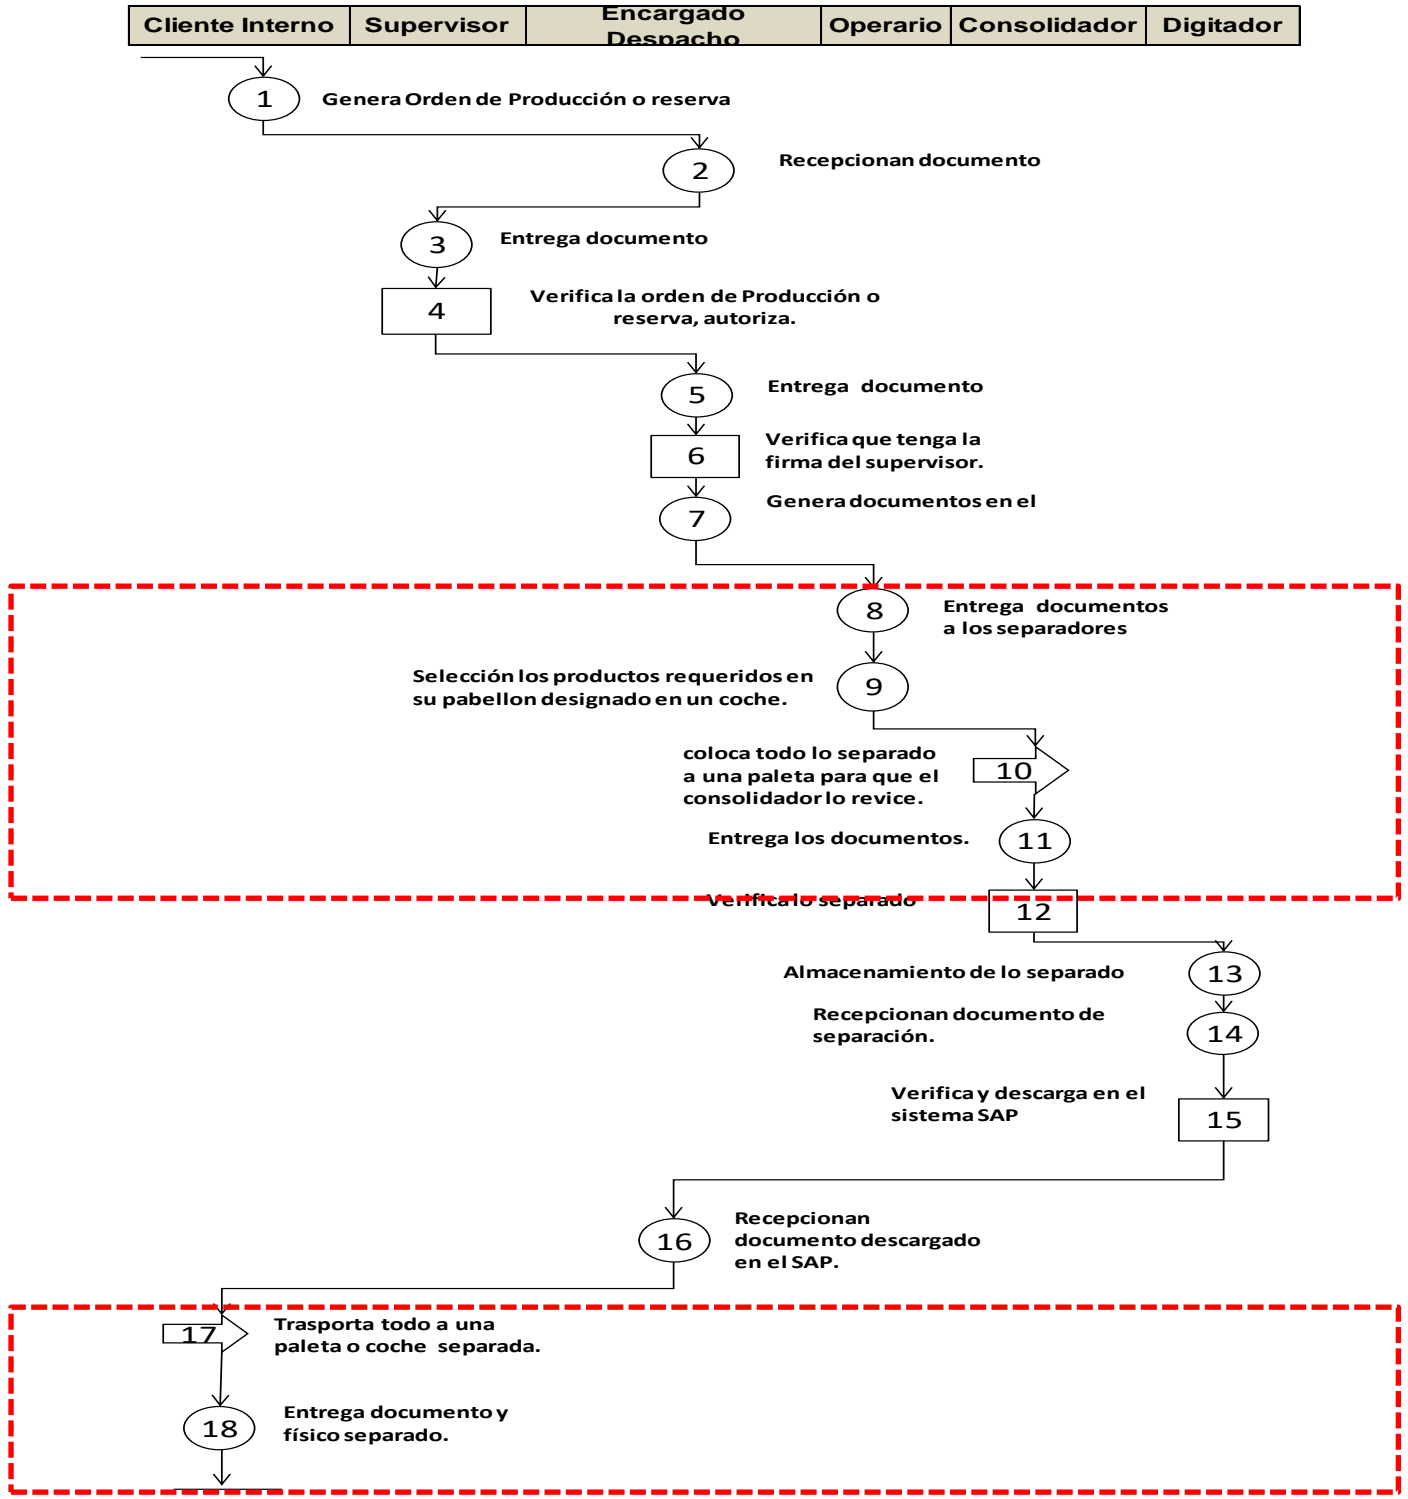 Cliente Interno
Supervisor
Encargado
Despacho
Operario
Consolidador
Digitador
1
Genera Orden de Producción o reserva
2
Recepcionan documento
3
Entrega documento
4
Verifica la orden de Producción o
reserva, autoriza.
5
Entrega documento
6
Verifica que tenga la
firma del supervisor.
7
Genera documentos en el
8
Entrega documentos
a los separadores
Selección los productos requeridos en
su pabellon designado en un coche.
9
coloca todo lo separado
a una paleta para que el
consolidador lo revice.
10
Entrega los documentos.
11
Verifica lo separado
12
Almacenamiento de lo separado
13
Recepcionan documento de
separación.
14
Verifica y descarga en el
sistema SAP
15
16
Recepcionan
documento descargado
en el SAP.
17
Trasporta todo a una
paleta o coche separada.
18
Entrega documento y
físico separado.